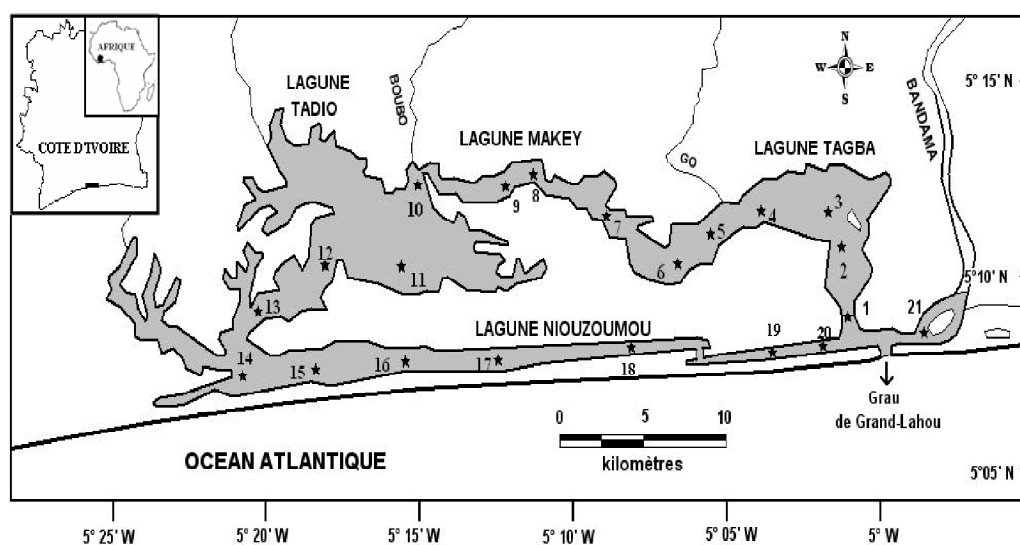 AFRIQUE
COTE D'IVOIRE
LAGUNE
TADIO
BOUBO
LAGUNE MAKEY
GO
LAGUNE TAGBA
BANDAMA
N
W E
S
5° 15' N
5° 10' N
5° 05' N
10
9
8
7
6
5
4
3
2
1
21
20
19
18
17
16
15
14
13
12
11
LAGUNE NIOUZOUMOU
Grau
de Grand-Lahou
0 5 10
kilomètres
OCEAN ATLANTIQUE
5° 25' W
5° 20' W
5° 15' W
5° 10' W
5° 05' W
5° W